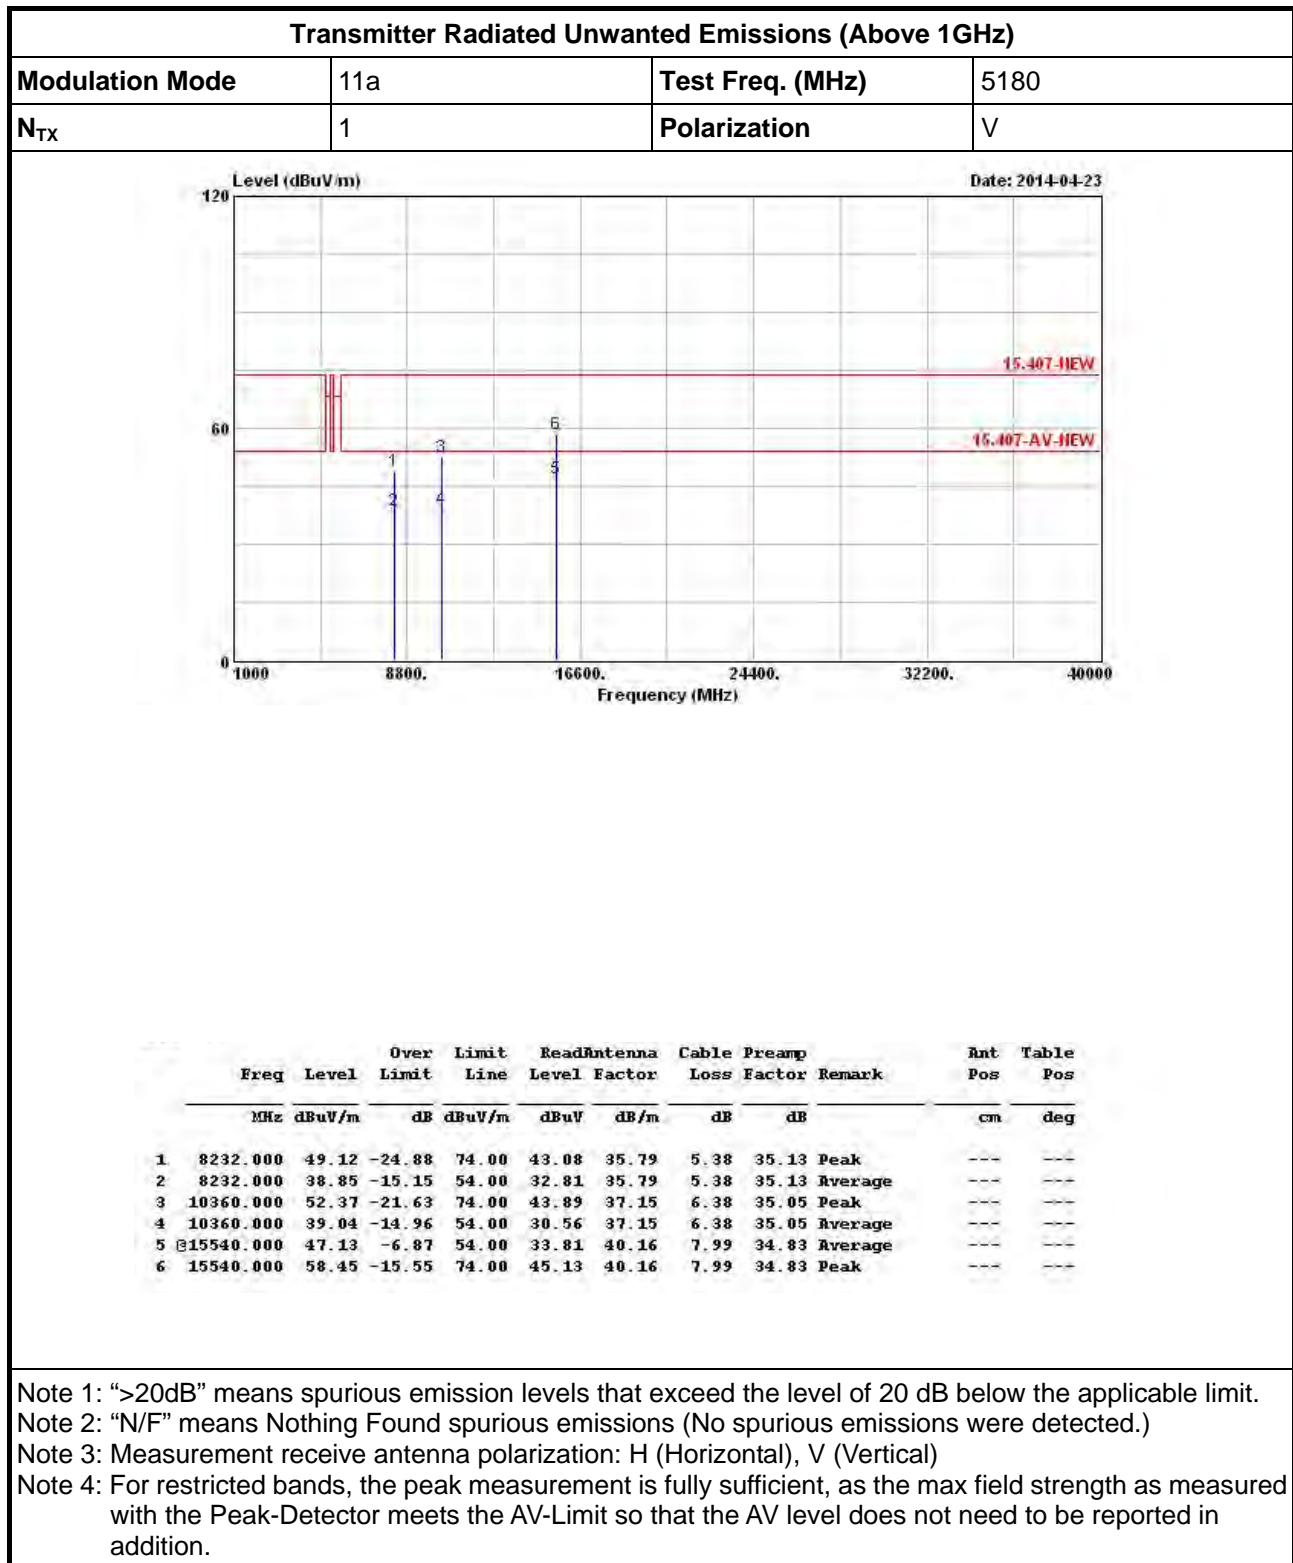 Transmitter Radiated Unwanted Emissions (Above 1GHz)
Modulation Mode 11a Test Freq. (MHz) 5180
NTX 1 Polarization V
Level (dBuV/m) Date: 2014-04-23
120
15.407-NEW
60
6
3
15.407-AV-NEW
1
5
2 4
0
1000 8800. 16600. 24400. 32200. 40000
Frequency (MHz)
Over Limit ReadAntenna Cable Preamp Ant Table
Freq Level Limit Line Level Factor Loss Factor Remark Pos Pos
MHz dBuV/m dB dBuV/m dBuV dB/m dB dB cm deg
1 8232.000 49.12 -24.88 74.00 43.08 35.79 5.38 35.13 Peak --- ---
2 8232.000 38.85 -15.15 54.00 32.81 35.79 5.38 35.13 Average --- ---
3 10360.000 52.37 -21.63 74.00 43.89 37.15 6.38 35.05 Peak --- ---
4 10360.000 39.04 -14.96 54.00 30.56 37.15 6.38 35.05 Average --- ---
5 @15540.000 47.13 -6.87 54.00 33.81 40.16 7.99 34.83 Average --- ---
6 15540.000 58.45 -15.55 74.00 45.13 40.16 7.99 34.83 Peak --- ---
Note 1: “>20dB” means spurious emission levels that exceed the level of 20 dB below the applicable limit.
Note 2: “N/F” means Nothing Found spurious emissions (No spurious emissions were detected.)
Note 3: Measurement receive antenna polarization: H (Horizontal), V (Vertical)
Note 4: For restricted bands, the peak measurement is fully sufficient, as the max field strength as measured
with the Peak-Detector meets the AV-Limit so that the AV level does not need to be reported in
addition.